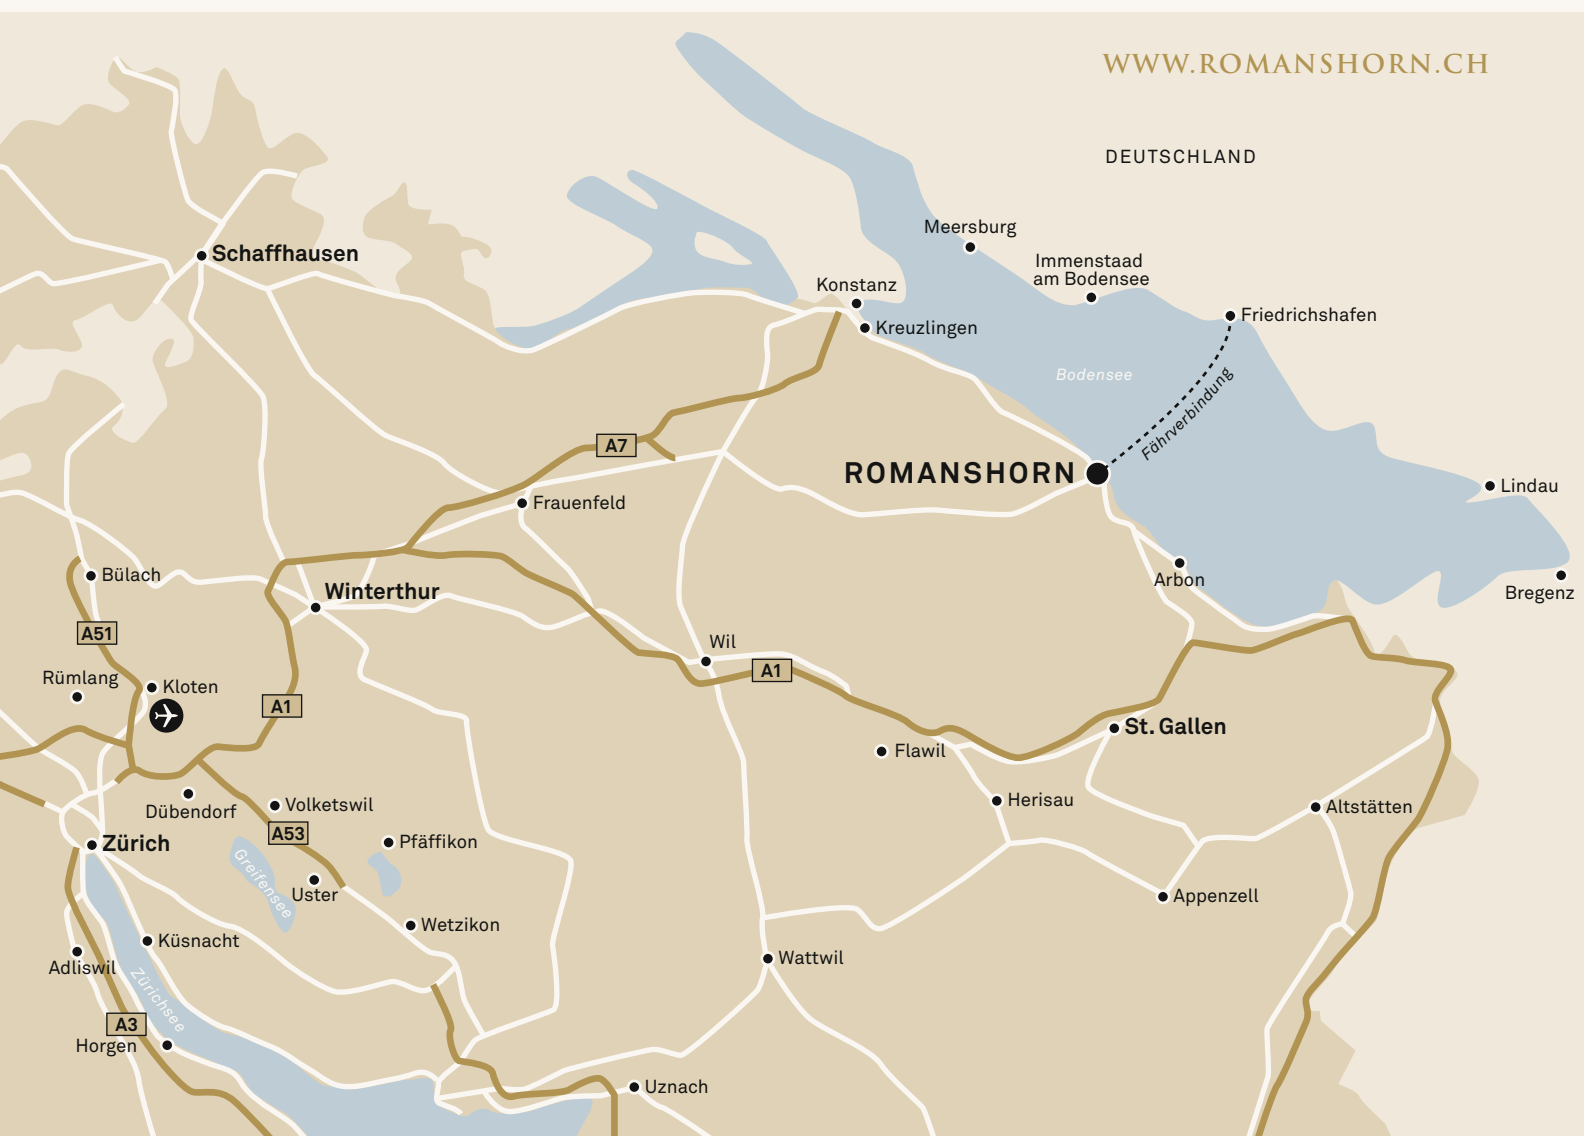 WWW.ROMANSHORN.CH
DEUTSCHLAND
Meersburg
Schaffhausen
Immenstaad
am Bodensee
Konstanz
Friedrichshafen
Kreuzlingen
Bodensee
Fährverbindung
A7
ROMANSHORN
Lindau
Frauenfeld
Bülach
Arbon
Bregenz
Winterthur
A51
Wil
Rümlang
Kloten
A1
A1
St. Gallen
Flawil
Dübendorf
Volketswil
Herisau
Altstätten
A53
Zürich
Pfäffikon
Greifensee
Uster
Appenzell
Wetzikon
Küsnacht
Adliswil
Wattwil
Zürichsee
A3
Horgen
Uznach